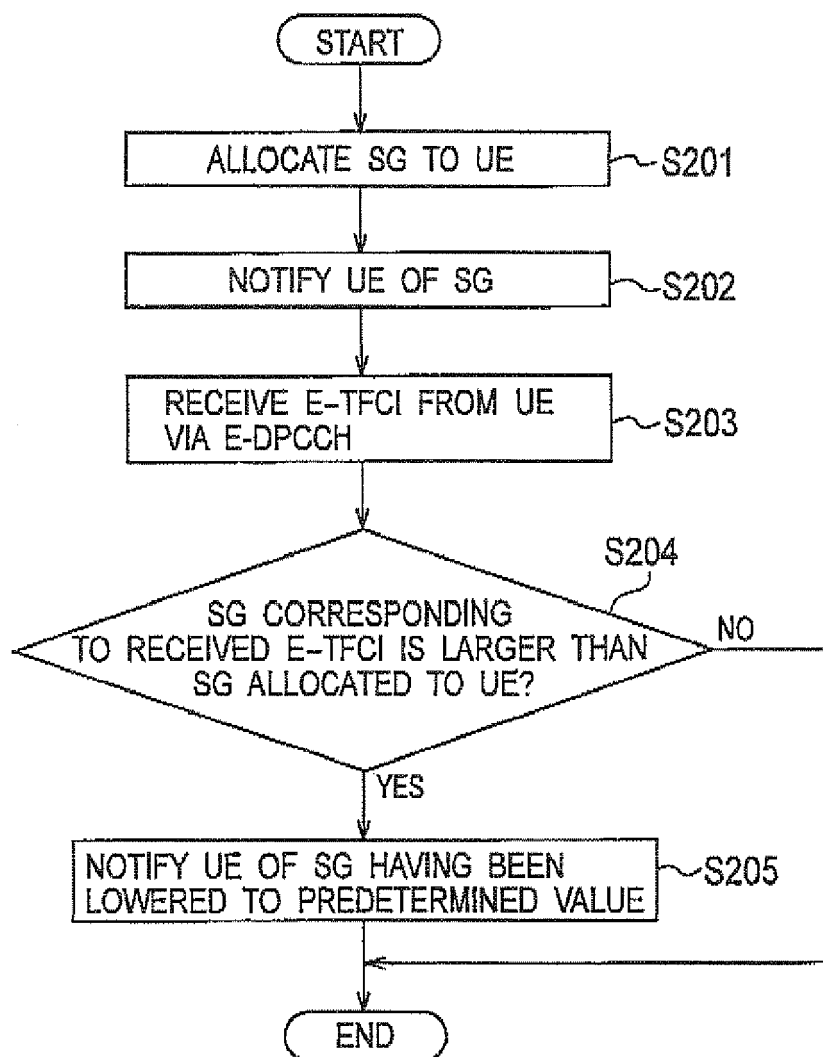 START
ALLOCATE SG TO UE
S201
NOTIFY UE OF SG
S202
RECEIVE E-TFCI FROM UE
VIA E-DPCCH
S203
S204
SG CORRESPONDING
TO RECEIVED E-TFCI IS LARGER THAN
SG ALLOCATED TO UE?
NO
YES
NOTIFY UE OF SG HAVING BEEN
LOWERED TO PREDETERMINED VALUE
S205
END